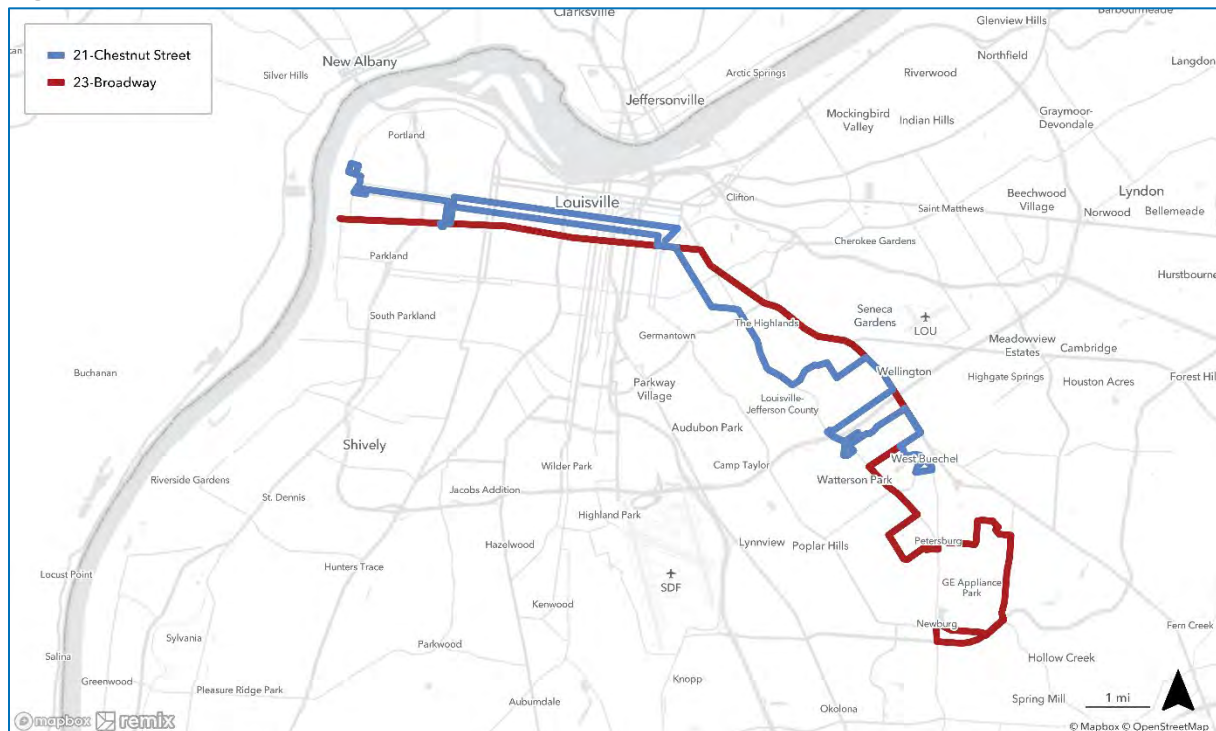 21-Chestnut Street
23-Broadway
Clarksville
Glenview Hills
Northfield
Langdon
New Albany
Silver Hills
Arctic Springs
Riverwood
Jeffersonville
Mockingbird
Valley
Indian Hills
Graymoor-
Devondale
Portland
Louisville
Clifton
Saint Matthews
Beechwood
Village
Lyndon
Norwood
Bellemeade
Cherokee Gardens
Parkland
Hurstbourne
South Parkland
Germantown
The Highlands
Seneca
Gardens
LOU
Meadowview
Estates
Cambridge
Buchanan
Parkway
Village
Wellington
Highgate Springs
Houston Acres
Forest Hil
Louisville-
Jefferson County
Audubon Park
Shively
Wilder Park
Camp Taylor
West Buechel
Watterson Park
Riverside Gardens
St. Dennis
Jacobs Addition
Highland Park
Hazelwood
Lynnview
Poplar Hills
Petersburg
Locust Point
Hunters Trace
SDF
GE Appliance
Park
Kenwood
Newburg
Fern Creek
Sylvania
Parkwood
Salina
Hollow Creek
Greenwood
Pleasure Ridge Park
Knopp
Auburndale
Okolona
Spring Mill
1 mi
mapbox remix
© Mapbox © OpenStreetMap